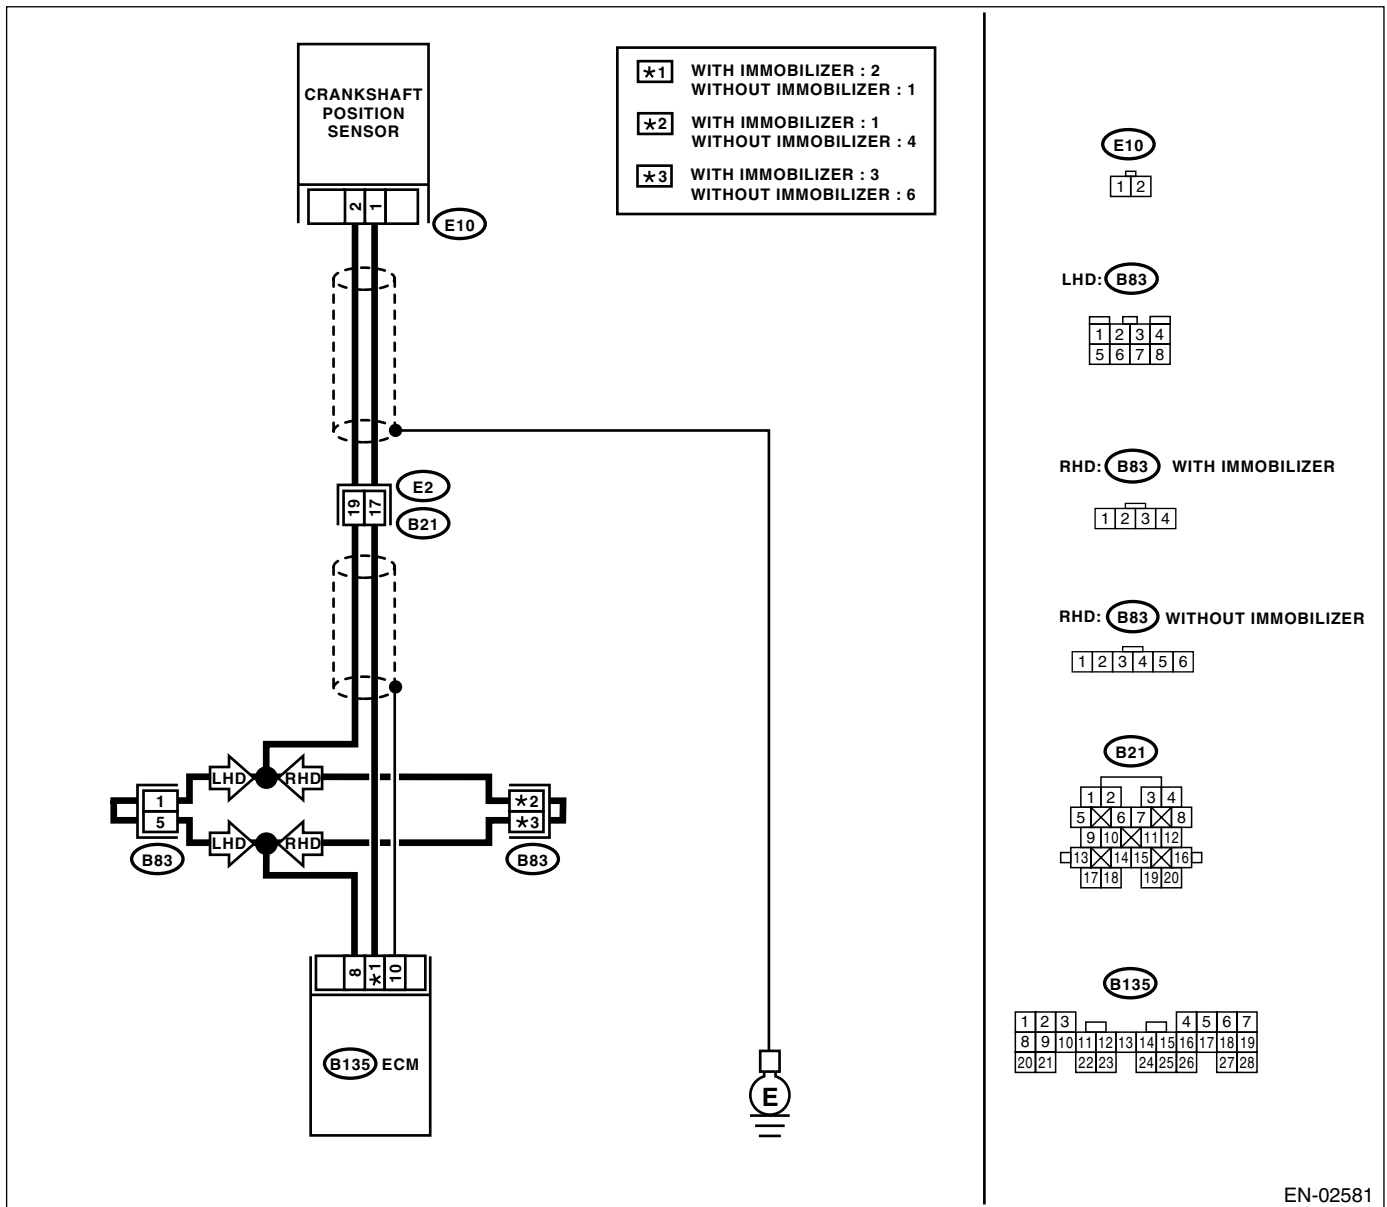 CRANKSHAFT
POSITION
SENSOR
2 1
E10
*1 WITH IMMOBILIZER : 2
WITHOUT IMMOBILIZER : 1
*2 WITH IMMOBILIZER : 1
WITHOUT IMMOBILIZER : 4
*3 WITH IMMOBILIZER : 3
WITHOUT IMMOBILIZER : 6
19 17
E2
B21
LHD RHD
1
5
B83
*2
*3
B83
LHD RHD
8 *1 10
B135 ECM
E
E10
1 2
LHD: B83
1 2 3 4
5 6 7 8
RHD: B83 WITH IMMOBILIZER
1 2 3 4
RHD: B83 WITHOUT IMMOBILIZER
1 2 3 4 5 6
B21
1 2 3 4
5 6 7 8
9 10 11 12
13 14 15 16
17 18 19 20
B135
1 2 3 4 5 6 7
8 9 10 11 12 13 14 15 16 17 18 19
20 21 22 23 24 25 26 27 28
EN-02581